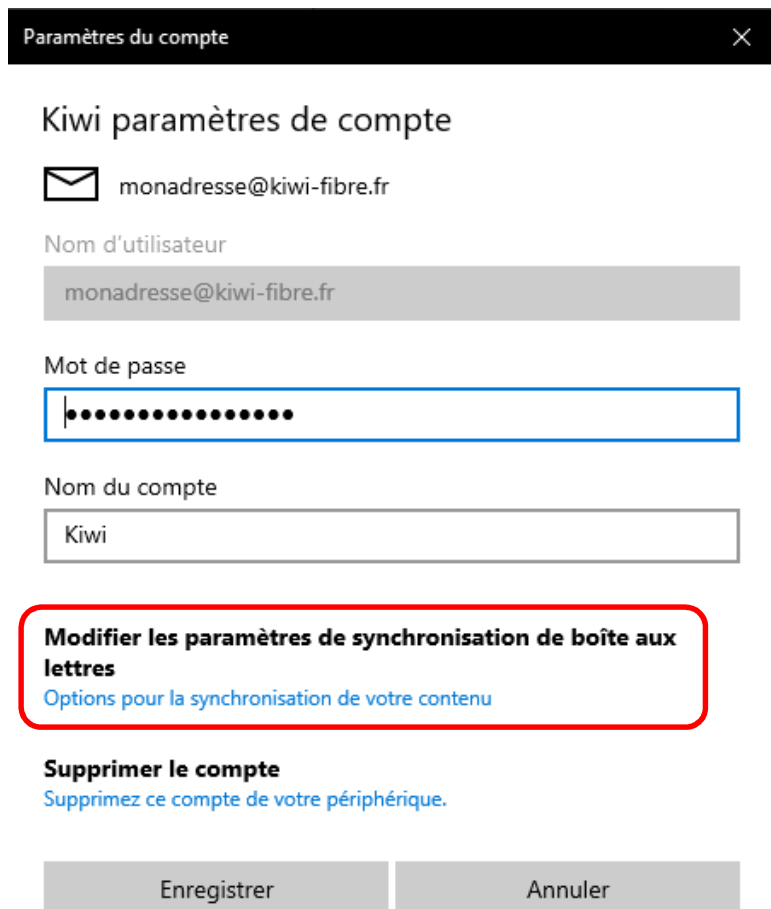 Paramètres du compte
Kiwi paramètres de compte
monadresse@kiwi-fibre.fr
Nom d'utilisateur
monadresse@kiwi-fibre.fr
Mot de passe
••••••••••••••••
Nom du compte
Kiwi
Modifier les paramètres de synchronisation de boîte aux
lettres
Options pour la synchronisation de votre contenu
Supprimer le compte
Supprimez ce compte de votre périphérique.
Enregistrer
Annuler